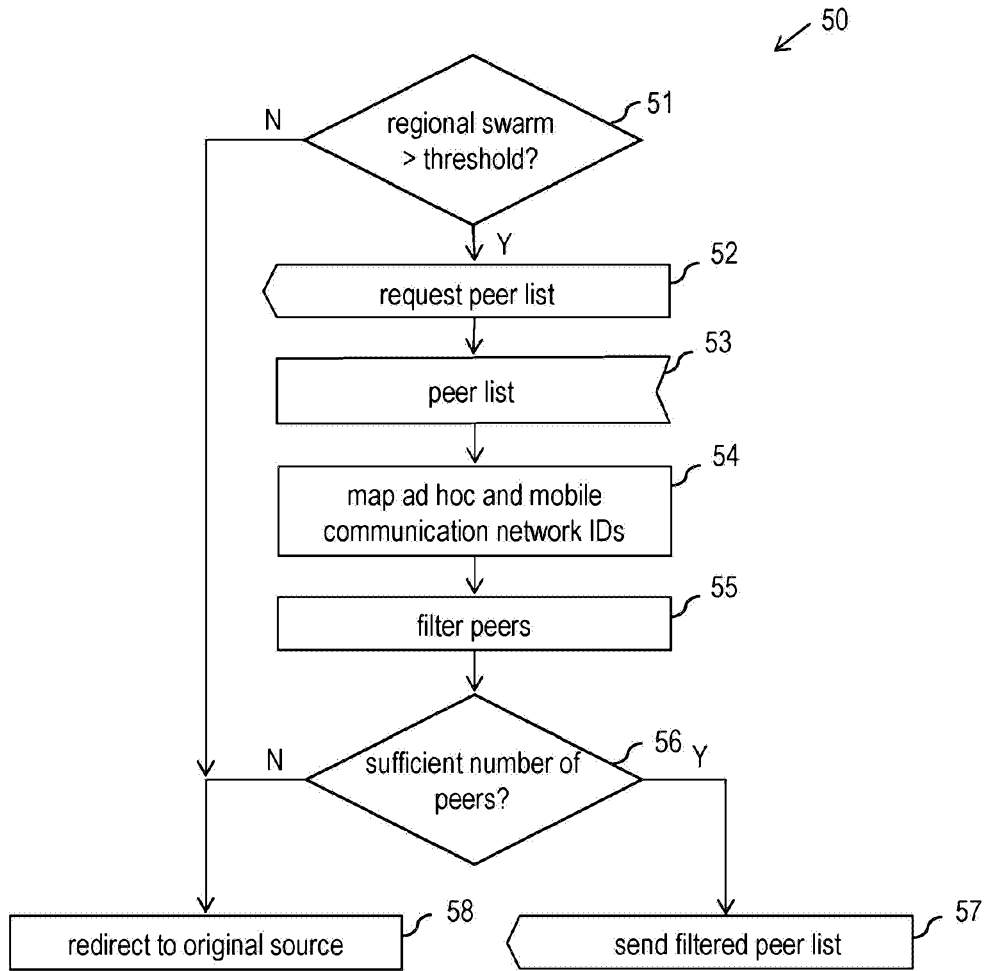 50
51
N
regional swarm
> threshold?
Y
52
request peer list
53
peer list
54
map ad hoc and mobile
communication network IDs
55
filter peers
56
N
sufficient number of
Y
peers?
58
redirect to original source
57
send filtered peer list